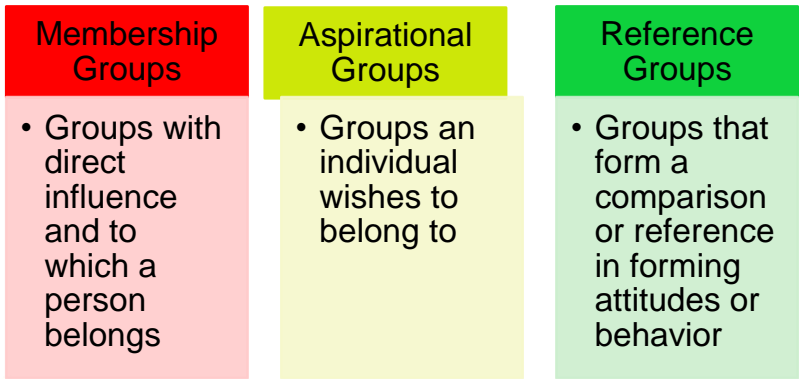 Membership
Groups
• Groups with
direct
influence
and to
which a
person
belongs
Aspirational
Groups
• Groups an
individual
wishes to
belong to
Reference
Groups
• Groups that
form a
comparison
or reference
in forming
attitudes or
behavior